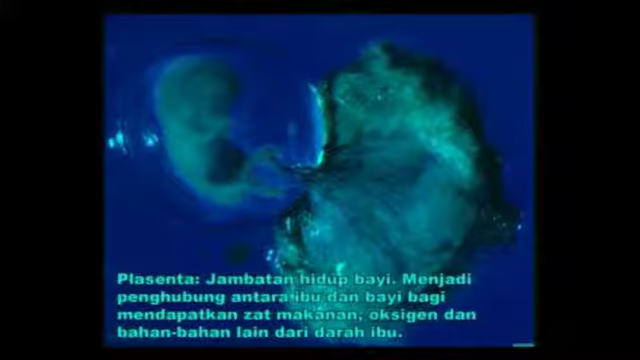 Plasenta: Jambatan hidup bayi. Menjadi
penghubung antara ibu dan bayi bagi
mendapatkan zat makanan, oksigen dan
bahan-bahan lain dari darah ibu.